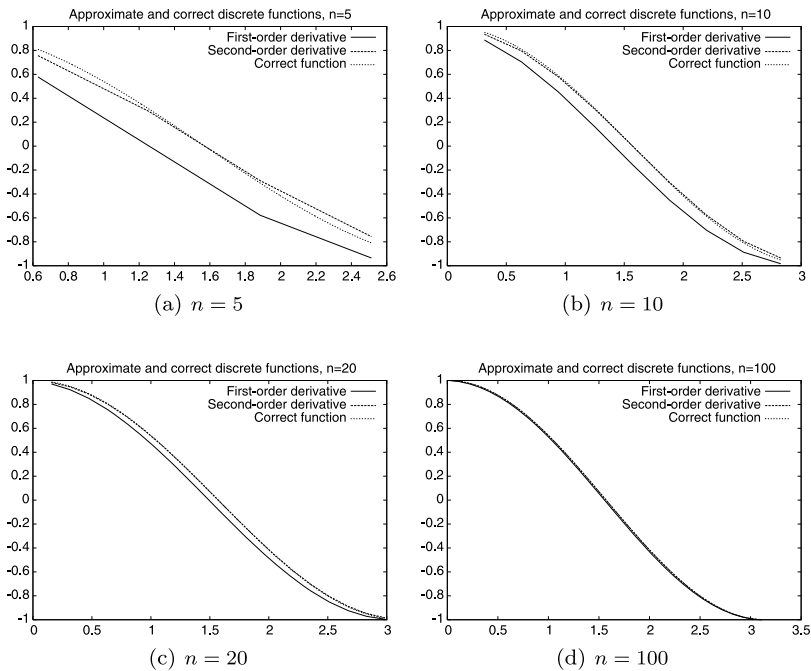 Approximate and correct discrete functions, n=5
First-order derivative
Second-order derivative
Correct function
1
0.8
0.6
0.4
0.2
0
-0.2
-0.4
-0.6
-0.8
-1
0.6 0.8 1 1.2 1.4 1.6 1.8 2 2.2 2.4 2.6
(a) n = 5
Approximate and correct discrete functions, n=10
First-order derivative
Second-order derivative
Correct function
1
0.8
0.6
0.4
0.2
0
-0.2
-0.4
-0.6
-0.8
-1
0 0.5 1 1.5 2 2.5 3
(b) n = 10
Approximate and correct discrete functions, n=20
First-order derivative
Second-order derivative
Correct function
1
0.8
0.6
0.4
0.2
0
-0.2
-0.4
-0.6
-0.8
-1
0 0.5 1 1.5 2 2.5 3
(c) n = 20
Approximate and correct discrete functions, n=100
First-order derivative
Second-order derivative
Correct function
1
0.8
0.6
0.4
0.2
0
-0.2
-0.4
-0.6
-0.8
-1
0 0.5 1 1.5 2 2.5 3 3.5
(d) n = 100